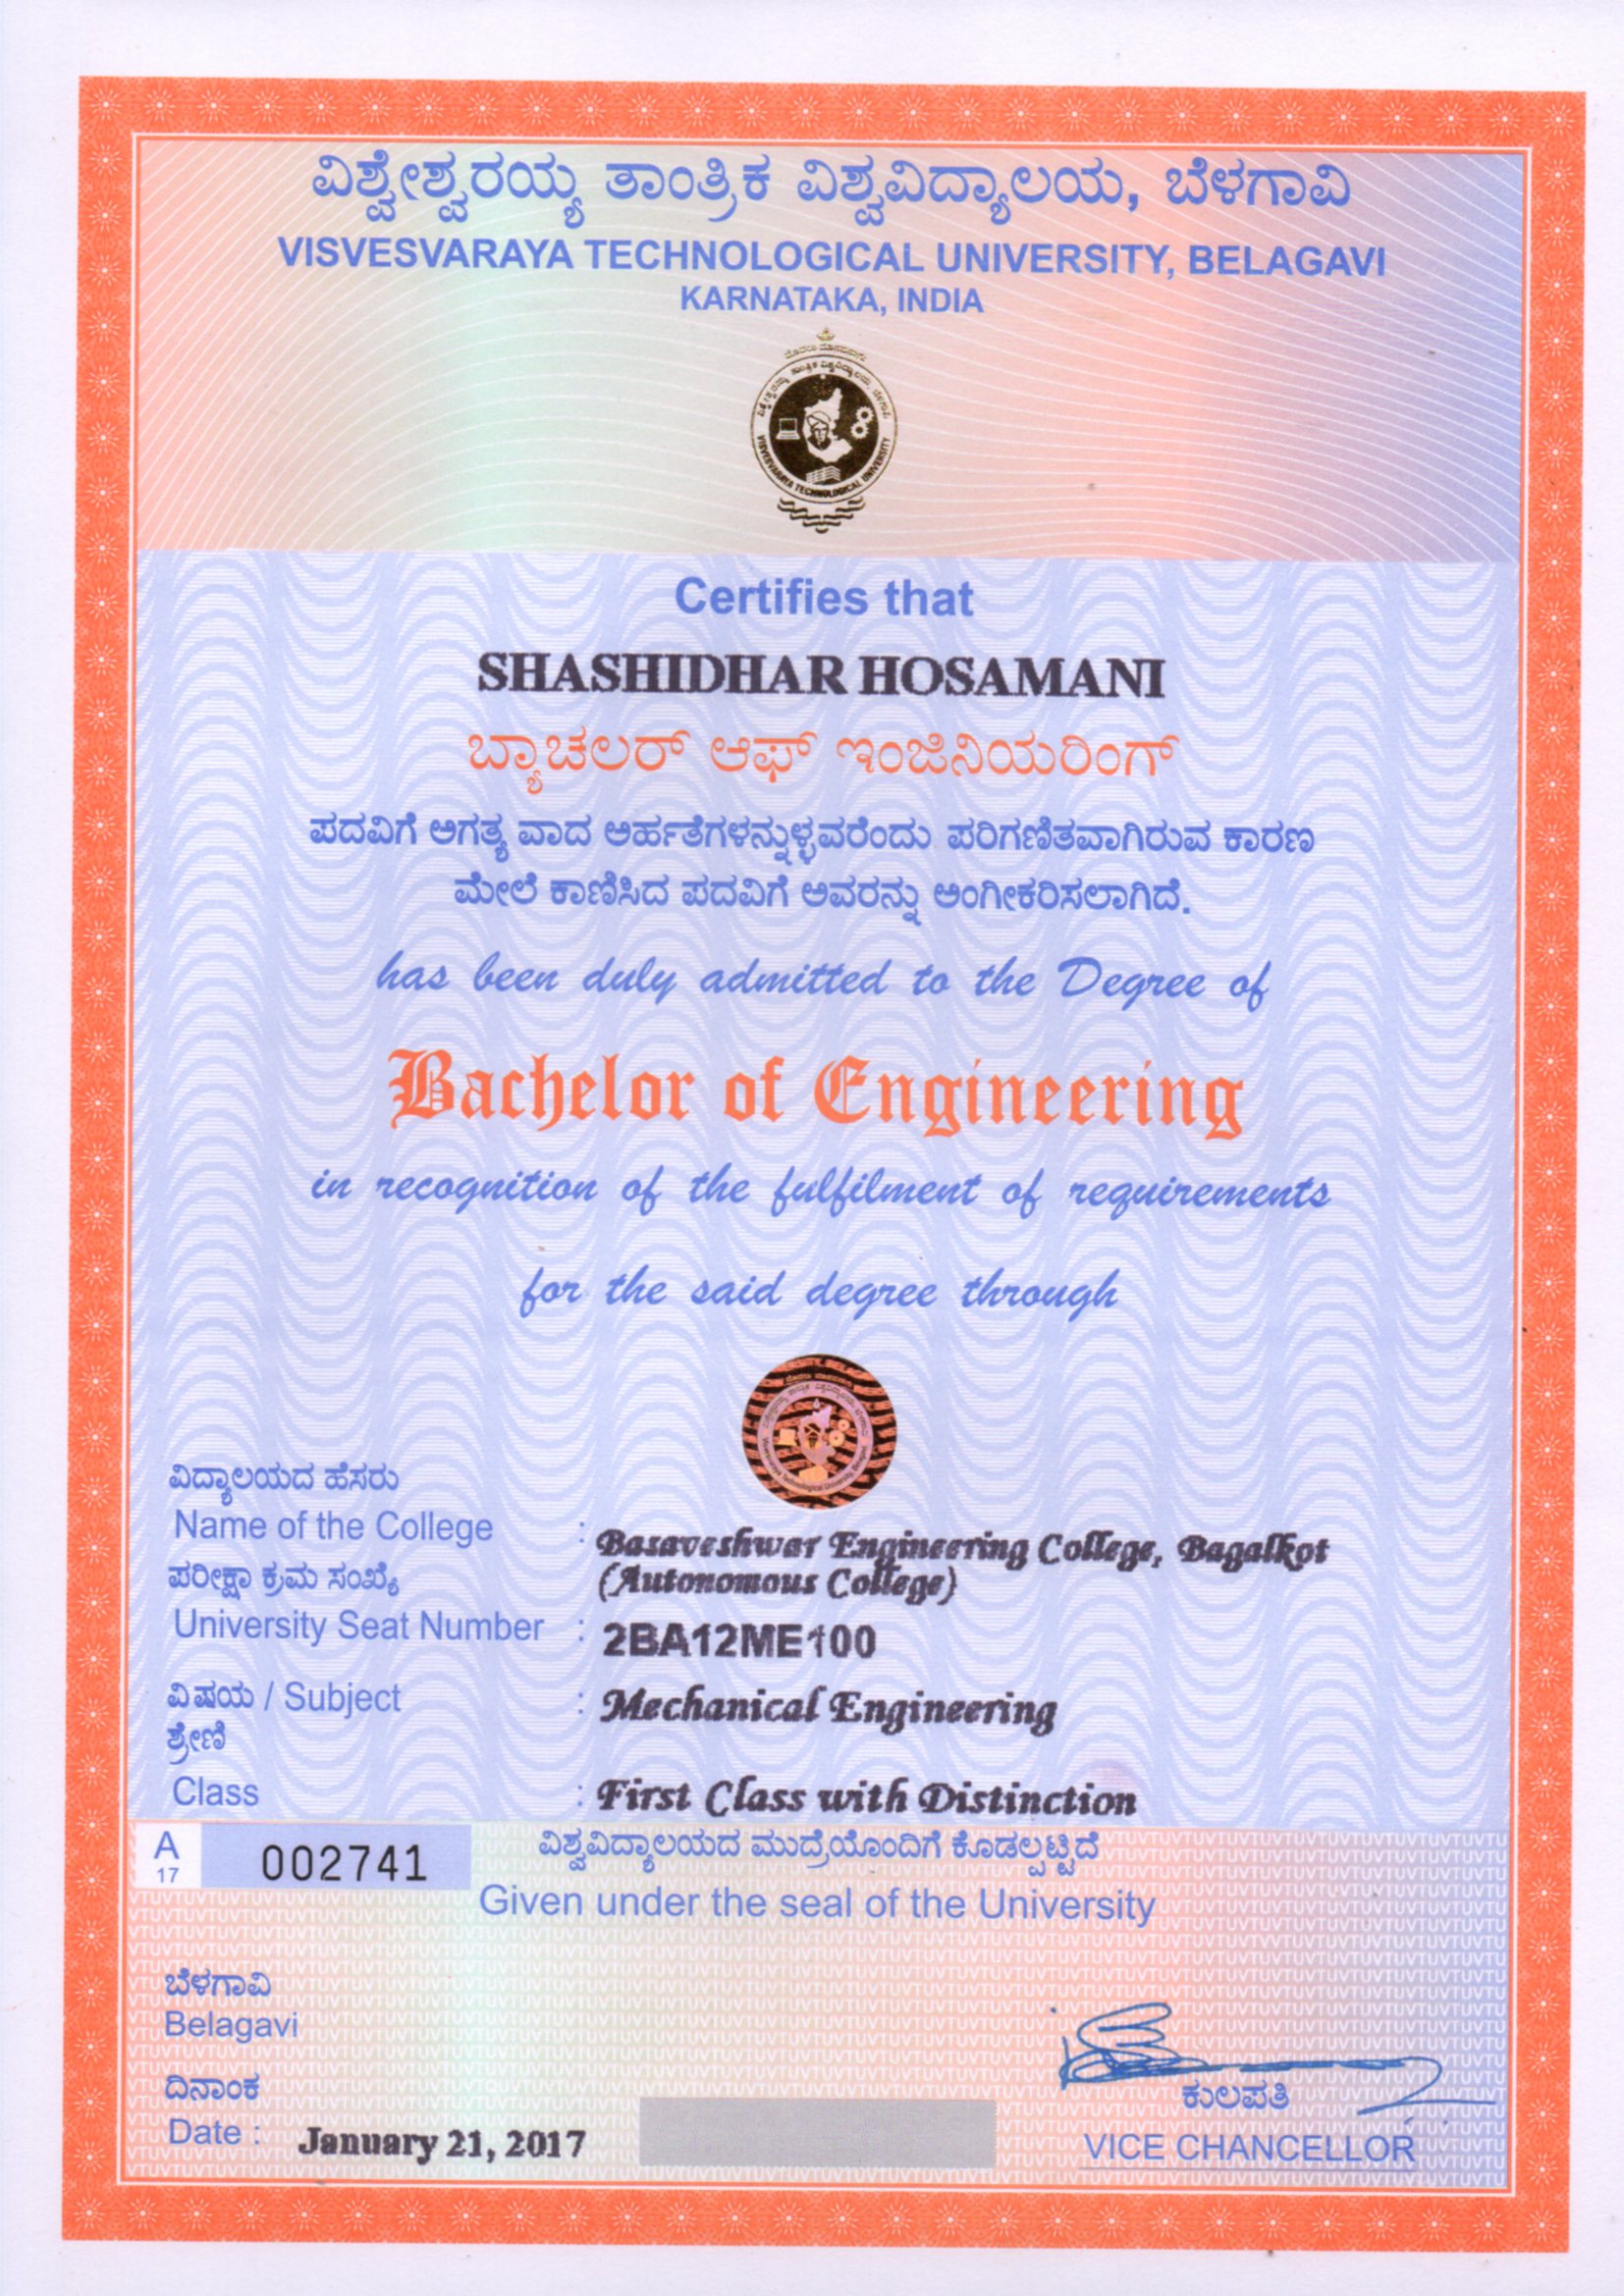 ವಿಶ್ವೇಶ್ವರಯ್ಯ ತಾಂತ್ರಿಕ ವಿಶ್ವವಿದ್ಯಾಲಯ, ಬೆಳಗಾವಿ
VISVESVARAYA TECHNOLOGICAL UNIVERSITY, BELAGAVI
KARNATAKA, INDIA
VISVESVARAYA TECHNOLOGICAL UNIVERSITY
Certifies that
SHASHIDHAR HOSAMANI
ಬ್ಯಾಚಲರ್ ಆಫ್ ಇಂಜಿನಿಯರಿಂಗ್
ಪದವಿಗೆ ಅಗತ್ಯ ವಾದ ಅರ್ಹತೆಗಳನ್ನುಳ್ಳವರೆಂದು ಪರಿಗಣಿತವಾಗಿರುವ ಕಾರಣ
ಮೇಲೆ ಕಾಣಿಸಿದ ಪದವಿಗೆ ಅವರನ್ನು ಅಂಗೀಕರಿಸಲಾಗಿದೆ.
has been duly admitted to the Degree of
Bachelor of Engineering
in recognition of the fulfilment of requirements
for the said degree through
ವಿದ್ಯಾಲಯದ ಹೆಸರು
Name of the College : Basaveshwar Engineering College, Bagalkot
(Autonomous College)
ಪರೀಕ್ಷಾ ಕ್ರಮ ಸಂಖ್ಯೆ
University Seat Number : 2BA12ME100
ವಿಷಯ / Subject : Mechanical Engineering
ಶ್ರೇಣಿ
Class : First Class with Distinction
A
17
002741
ವಿಶ್ವವಿದ್ಯಾಲಯದ ಮುದ್ರೆಯೊಂದಿಗೆ ಕೊಡಲ್ಪಟ್ಟಿದೆ
Given under the seal of the University
ಬೆಳಗಾವಿ
Belagavi
ದಿನಾಂಕ
Date : January 21, 2017
ಕುಲಪತಿ
VICE CHANCELLOR